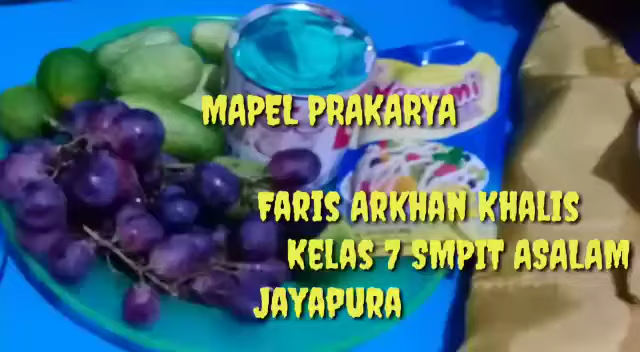 MAPEL PRAKARYA
FARIS ARKHAN KHALIS
KELAS 7 SMPIT ASALAM
JAYAPURA